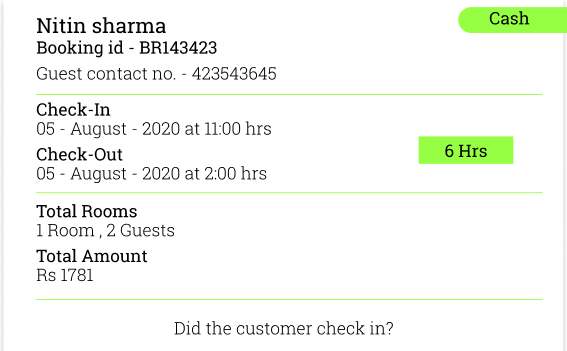 Nitin sharma
Cash
Booking id - BR143423
Guest contact no. - 423543645
Check-In
05 - August - 2020 at 11:00 hrs
Check-Out
05 - August - 2020 at 2:00 hrs
6 Hrs
Total Rooms
1 Room , 2 Guests
Total Amount
Rs 1781
Did the customer check in?